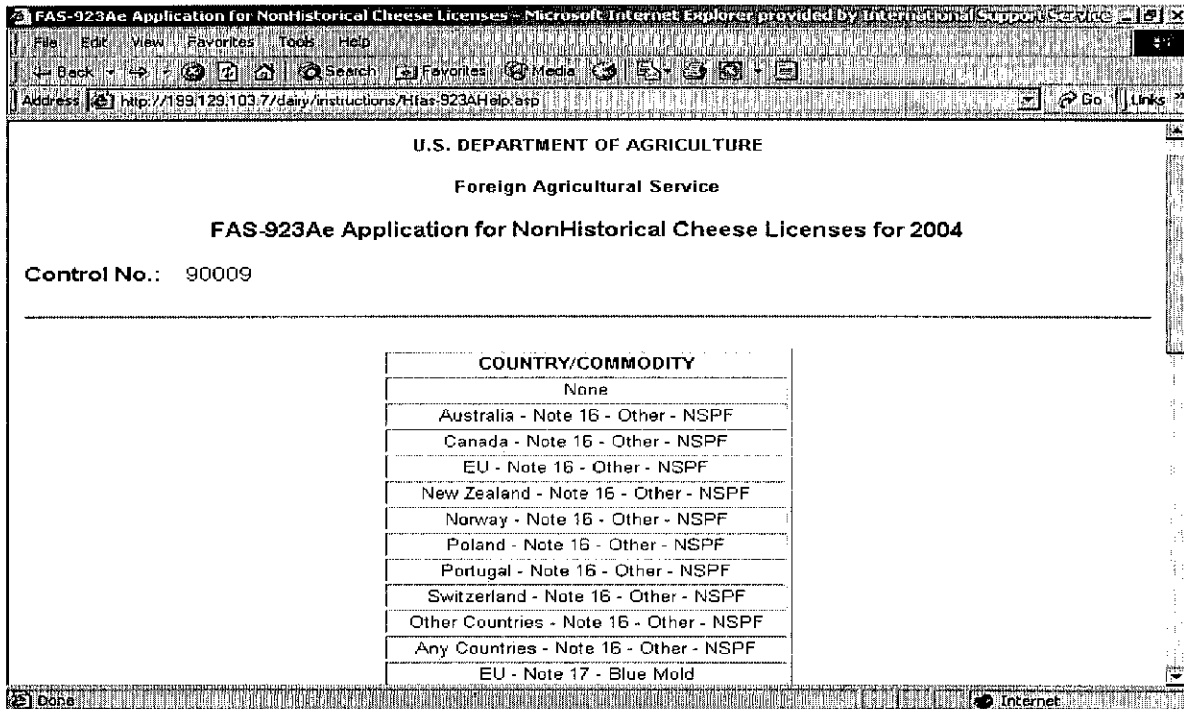 FAS-923Ae Application for NonHistorical Cheese Licenses - Microsoft Internet Explorer provided by International Support Service
File Edit View Favorites Tools Help
Back Search Favorites Media
Address http://199.129.103.7/dairy/instructions/Hfas-923AHelp.asp Go Links »
U.S. DEPARTMENT OF AGRICULTURE
Foreign Agricultural Service
FAS-923Ae Application for NonHistorical Cheese Licenses for 2004
Control No.: 90009
COUNTRY/COMMODITY
None
Australia - Note 16 - Other - NSPF
Canada - Note 16 - Other - NSPF
EU - Note 16 - Other - NSPF
New Zealand - Note 16 - Other - NSPF
Norway - Note 16 - Other - NSPF
Poland - Note 16 - Other - NSPF
Portugal - Note 16 - Other - NSPF
Switzerland - Note 16 - Other - NSPF
Other Countries - Note 16 - Other - NSPF
Any Countries - Note 16 - Other - NSPF
EU - Note 17 - Blue Mold
Done Internet